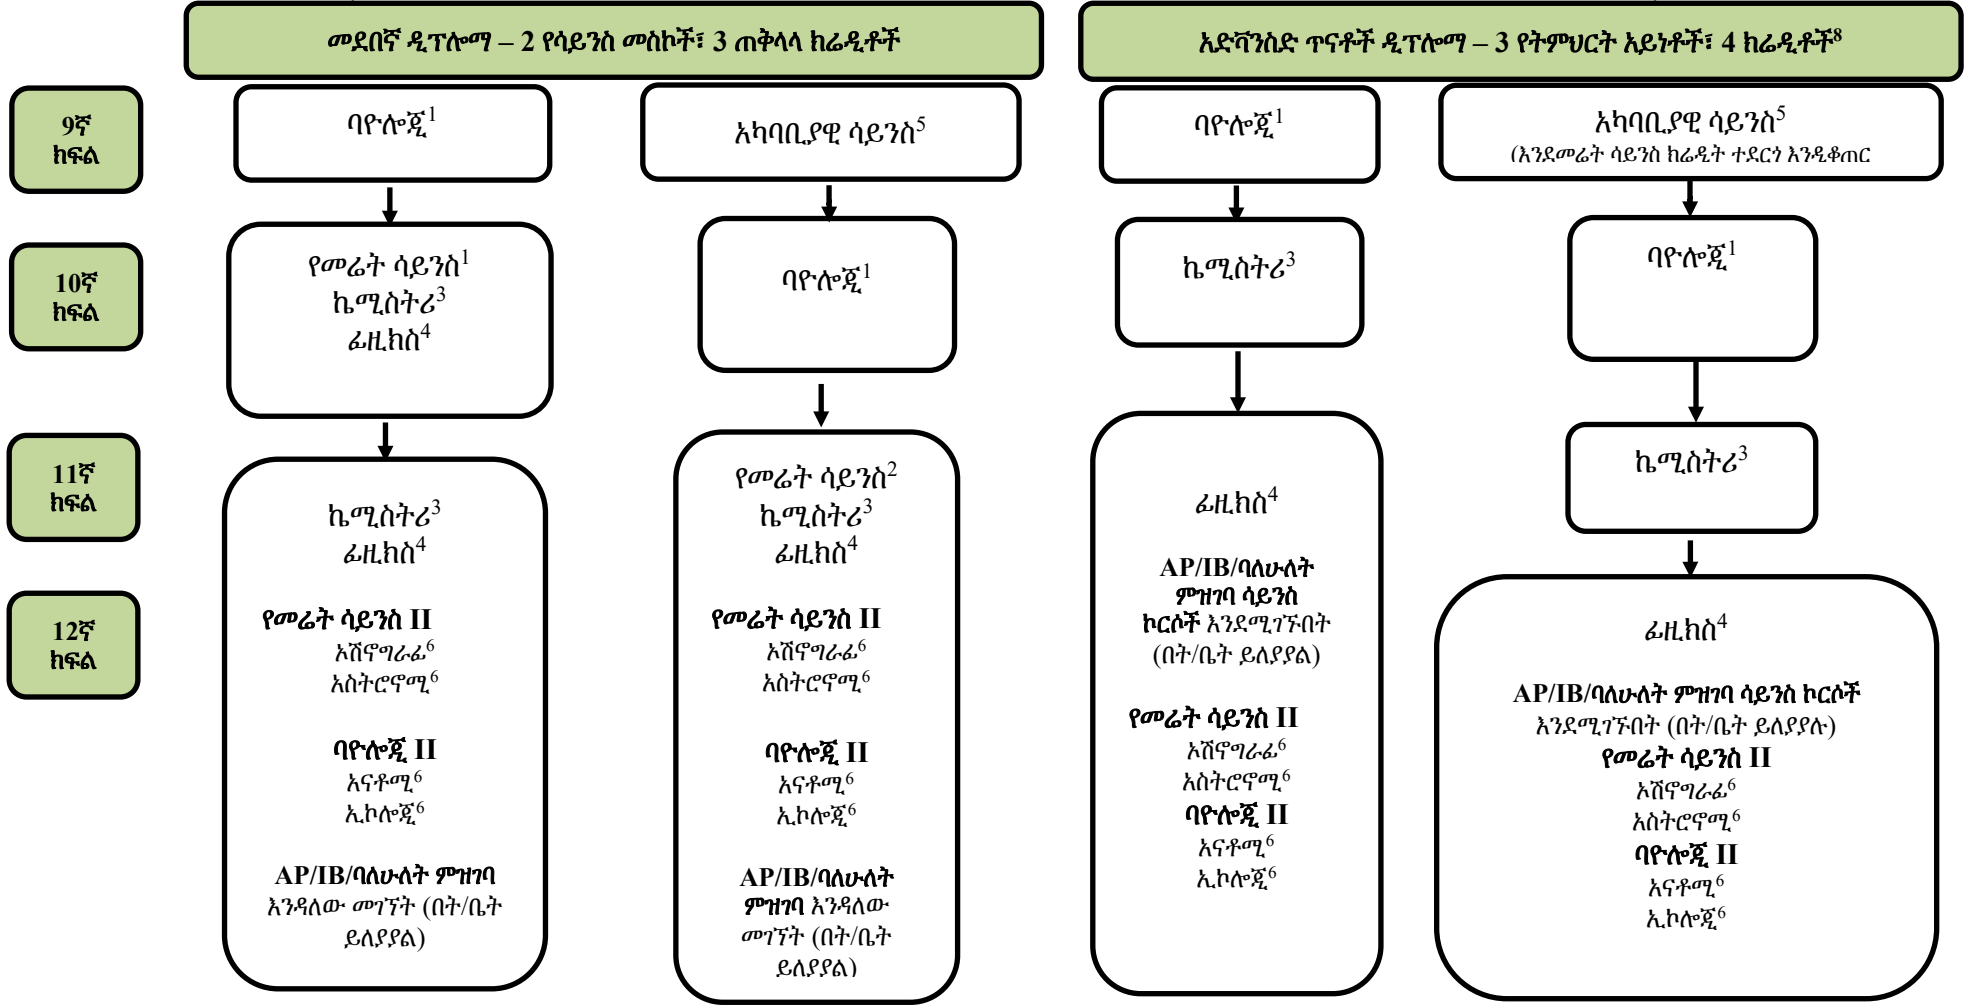 መደበኛ ዲፕሎማ – 2 የሳይንስ መስኮች፣ 3 ጠቅላላ ክሬዲቶች
አድቫንስድ ጥናቶች ዲፕሎማ – 3 የትምህርት አይነቶች፣ 4 ክሬዲቶች8
9ኛ
ክፍል
ባዮሎጂ1
አካባቢያዊ ሳይንስ5
ባዮሎጂ1
አካባቢያዊ ሳይንስ5
(እንደመሬት ሳይንስ ክሬዲት ተደርጎ እንዲቆጠር
10ኛ
ክፍል
የመሬት ሳይንስ1
ኬሚስትሪ3
ፊዚክስ4
ባዮሎጂ1
ኬሚስትሪ3
ባዮሎጂ1
11ኛ
ክፍል
12ኛ
ክፍል
ኬሚስትሪ3
ፊዚክስ4
የመሬት ሳይንስ II
ኦሽኖግራፊ6
አስትሮኖሚ6
ባዮሎጂ II
አናቶሚ6
ኢኮሎጂ6
AP/IB/ባለሁለት ምዝገባ
እንዳለው መገኘት (በት/ቤት
ይለያያል)
የመሬት ሳይንስ2
ኬሚስትሪ3
ፊዚክስ4
የመሬት ሳይንስ II
ኦሽኖግራፊ6
አስትሮኖሚ6
ባዮሎጂ II
አናቶሚ6
ኢኮሎጂ6
AP/IB/ባለሁለት
ምዝገባ እንዳለው
መገኘት (በት/ቤት
ይለያያል)
ፊዚክስ4
AP/IB/ባለሁለት
ምዝገባ ሳይንስ
ኮርሶች እንደሚገኙበት
(በት/ቤት ይለያያል)
የመሬት ሳይንስ II
ኦሽኖግራፊ6
አስትሮኖሚ6
ባዮሎጂ II
አናቶሚ6
ኢኮሎጂ6
ኬሚስትሪ3
ፊዚክስ4
AP/IB/ባለሁለት ምዝገባ ሳይንስ ኮርሶች
እንደሚገኙበት (በት/ቤት ይለያያሉ)
የመሬት ሳይንስ II
ኦሽኖግራፊ6
አስትሮኖሚ6
ባዮሎጂ II
አናቶሚ6
ኢኮሎጂ6